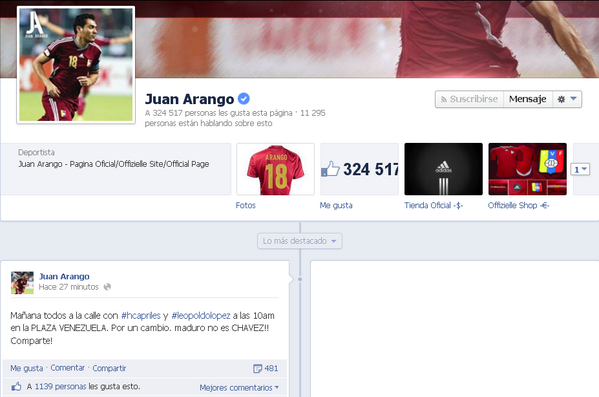 JA
JUAN ARANGO
18
Juan Arango
A 324 517 personas les gusta esta página · 11 295
personas están hablando sobre esto
Suscribirse
Mensaje
Deportista
Juan Arango - Pagina Oficial/Offizielle Site/Official Page
ARANGO
18
324 517
adidas
1
Fotos
Me gusta
Tienda Oficial -$-
Offizielle Shop -€-
Lo más destacado
Juan Arango
Hace 27 minutos
Mañana todos a la calle con #hcapriles y #leopoldolopez a las 10am
en la PLAZA VENEZUELA. Por un cambio. maduro no es CHAVEZ!!
Comparte!
Me gusta · Comentar · Compartir
481
A 1139 personas les gusta esto.
Mejores comentarios